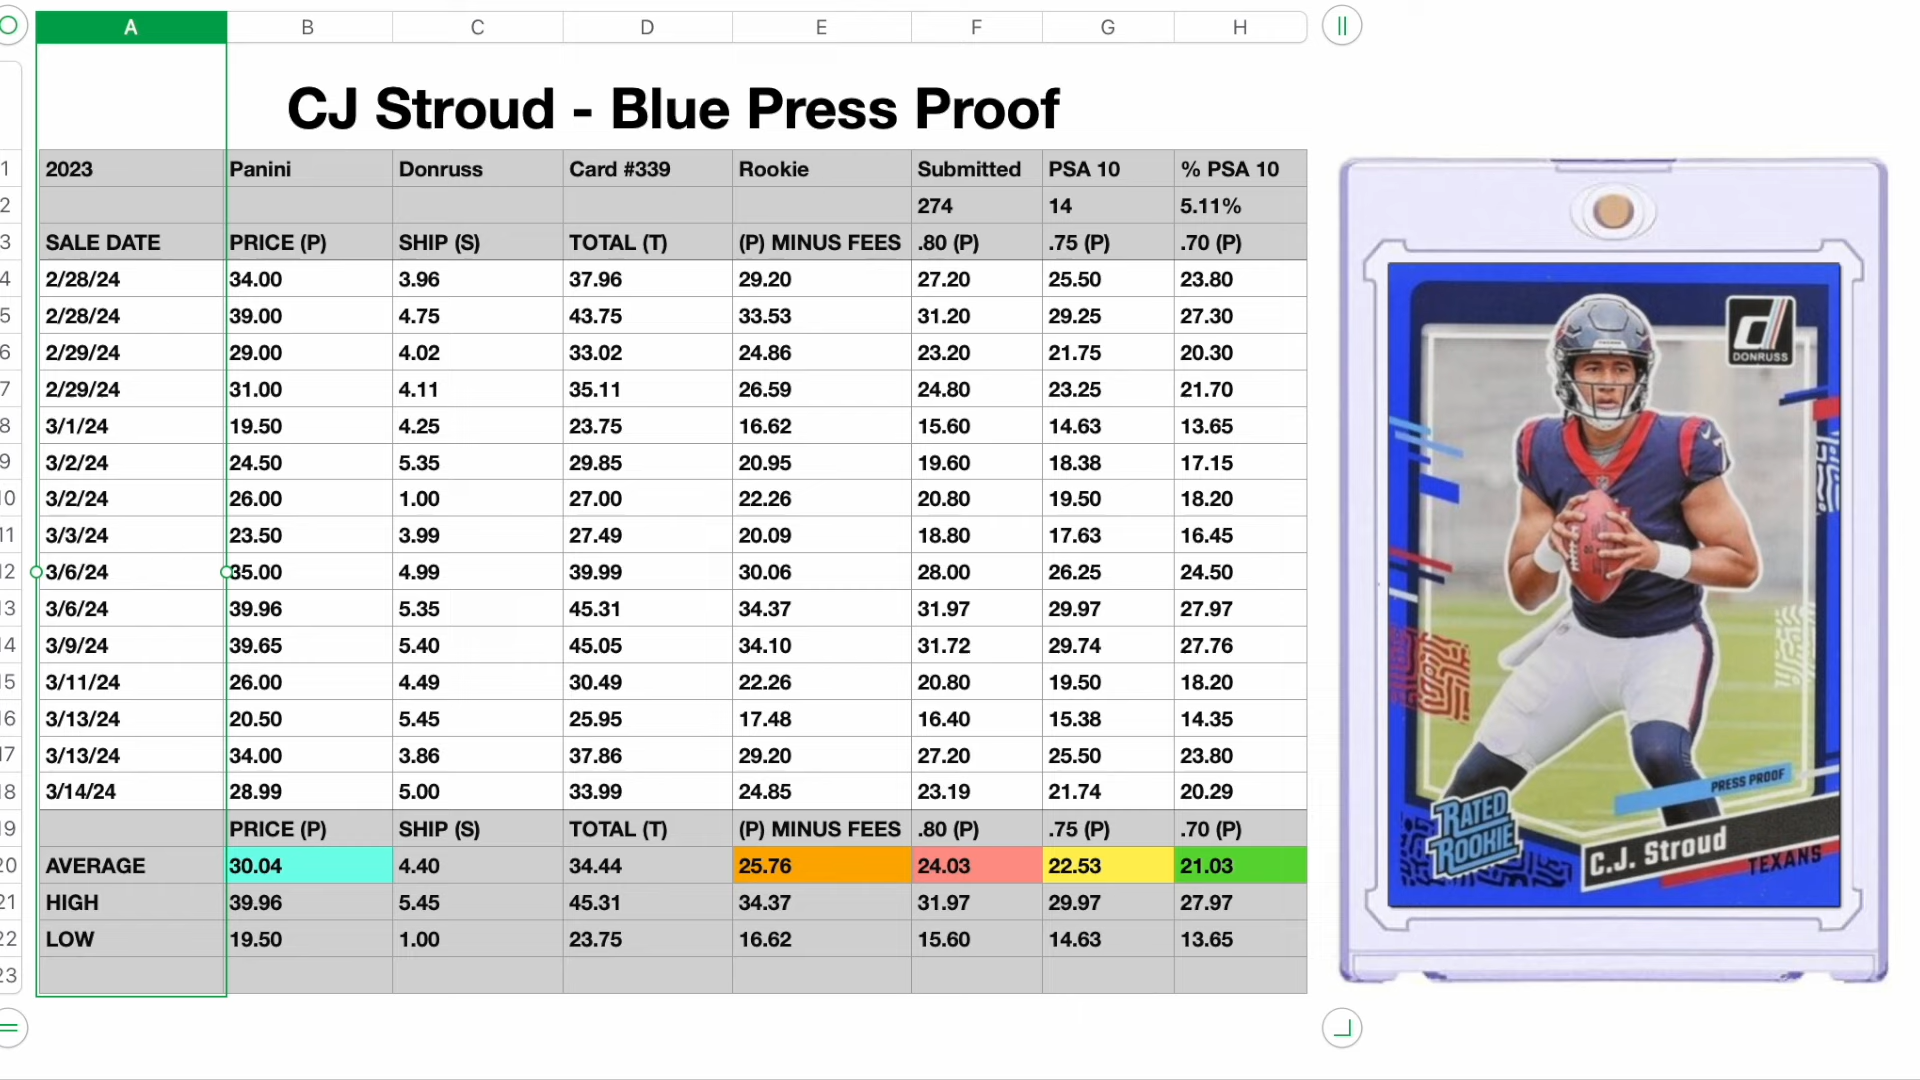 A B C D E F G H
CJ Stroud - Blue Press Proof
1 2023 Panini Donruss Card #339 Rookie Submitted PSA 10 % PSA 10
2 274 14 5.11%
3 SALE DATE PRICE (P) SHIP (S) TOTAL (T) (P) MINUS FEES .80 (P) .75 (P) .70 (P)
4 2/28/24 34.00 3.96 37.96 29.20 27.20 25.50 23.80
5 2/28/24 39.00 4.75 43.75 33.53 31.20 29.25 27.30
6 2/29/24 29.00 4.02 33.02 24.86 23.20 21.75 20.30
7 2/29/24 31.00 4.11 35.11 26.59 24.80 23.25 21.70
8 3/1/24 19.50 4.25 23.75 16.62 15.60 14.63 13.65
9 3/2/24 24.50 5.35 29.85 20.95 19.60 18.38 17.15
10 3/2/24 26.00 1.00 27.00 22.26 20.80 19.50 18.20
11 3/3/24 23.50 3.99 27.49 20.09 18.80 17.63 16.45
12 3/6/24 35.00 4.99 39.99 30.06 28.00 26.25 24.50
13 3/6/24 39.96 5.35 45.31 34.37 31.97 29.97 27.97
14 3/9/24 39.65 5.40 45.05 34.10 31.72 29.74 27.76
15 3/11/24 26.00 4.49 30.49 22.26 20.80 19.50 18.20
16 3/13/24 20.50 5.45 25.95 17.48 16.40 15.38 14.35
17 3/13/24 34.00 3.86 37.86 29.20 27.20 25.50 23.80
18 3/14/24 28.99 5.00 33.99 24.85 23.19 21.74 20.29
19 PRICE (P) SHIP (S) TOTAL (T) (P) MINUS FEES .80 (P) .75 (P) .70 (P)
20 AVERAGE 30.04 4.40 34.44 25.76 24.03 22.53 21.03
21 HIGH 39.96 5.45 45.31 34.37 31.97 29.97 27.97
22 LOW 19.50 1.00 23.75 16.62 15.60 14.63 13.65
23
d
DONRUSS
PRESS PROOF
RATED
ROOKIE
C.J. Stroud
TEXANS